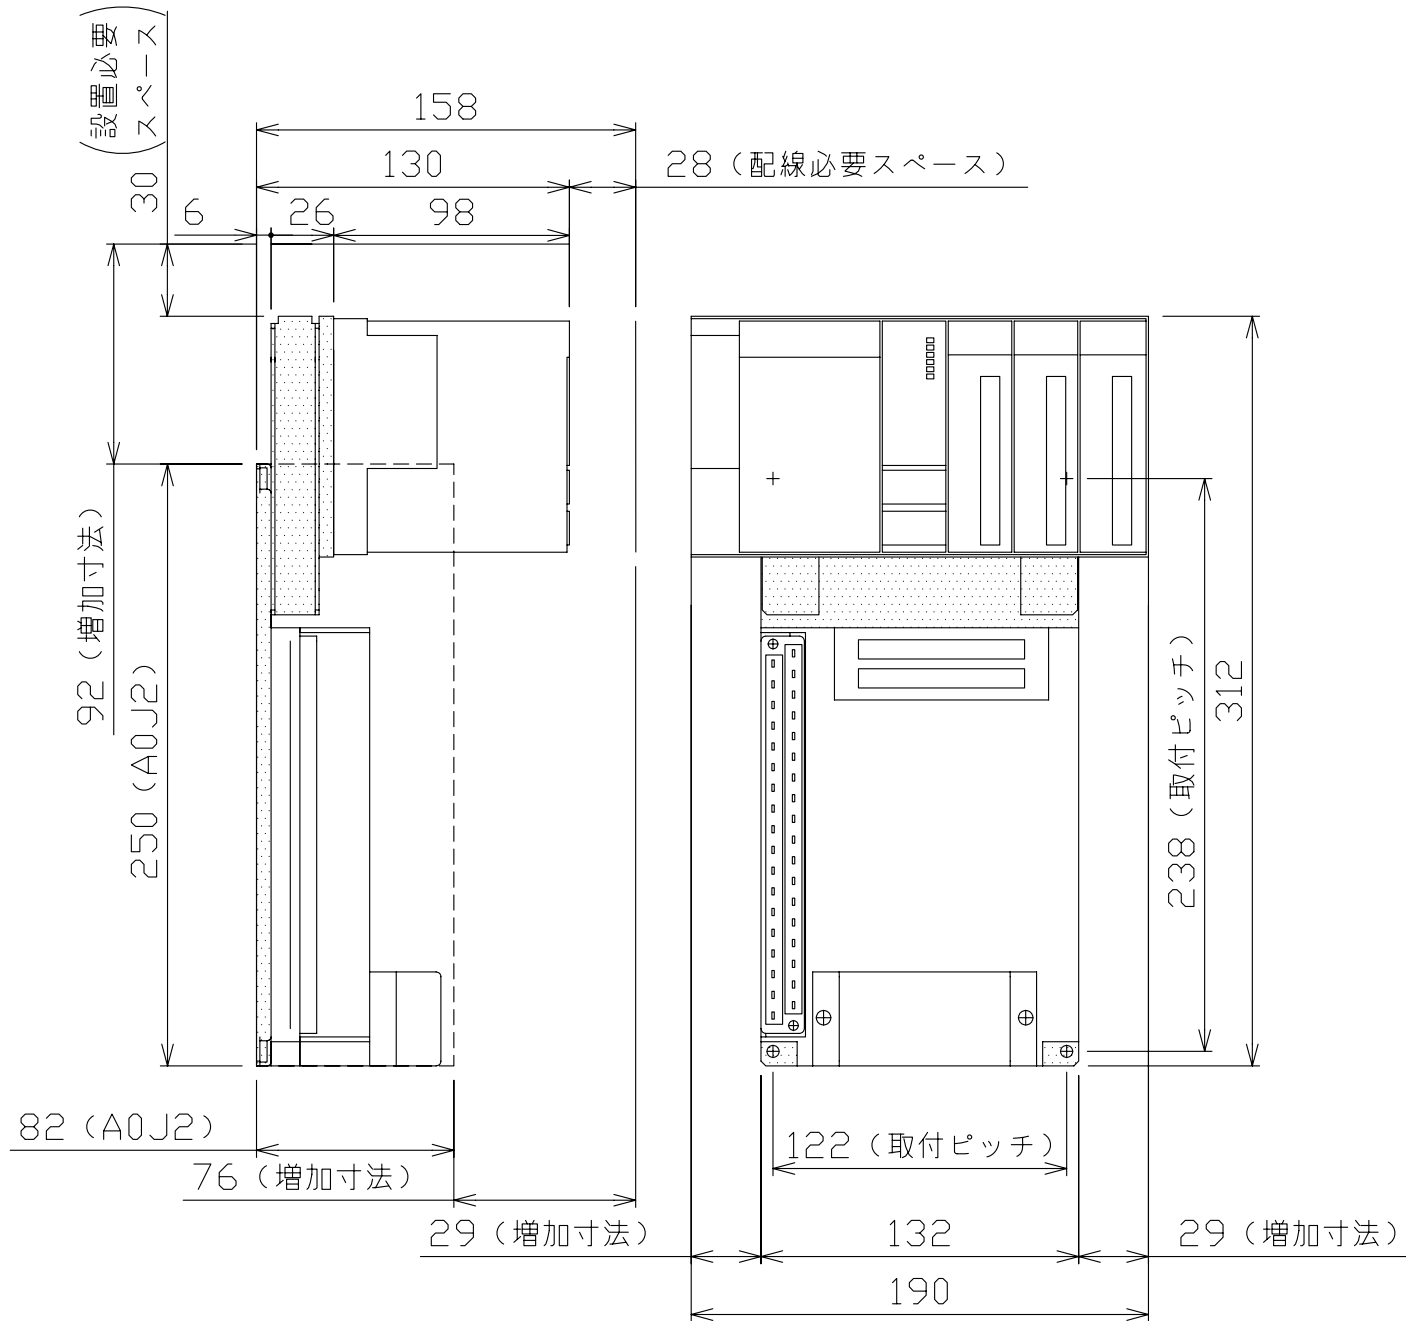 (設置必要
スペース)
30
158
130
28（配線必要スペース）
6
26
98
92（増加寸法）
250（A0J2）
238（取付ピッチ）
312
82（A0J2）
76（増加寸法）
122（取付ピッチ）
29（増加寸法）
132
29（増加寸法）
190